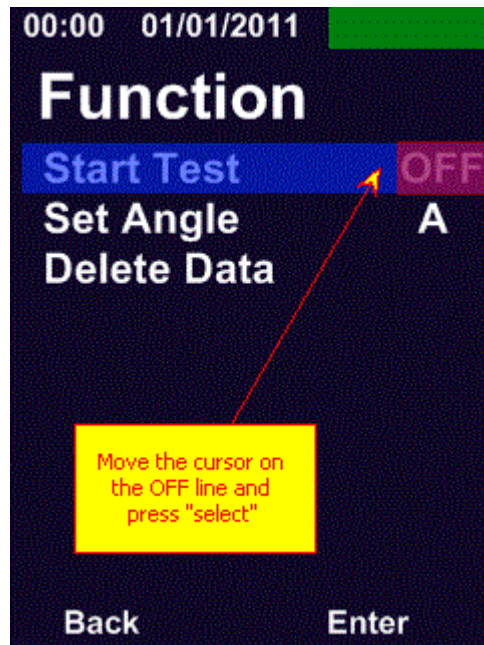 00:00 01/01/2011
Function
Start Test OFF
Set Angle A
Delete Data
Move the cursor on
the OFF line and
press "select"
Back Enter